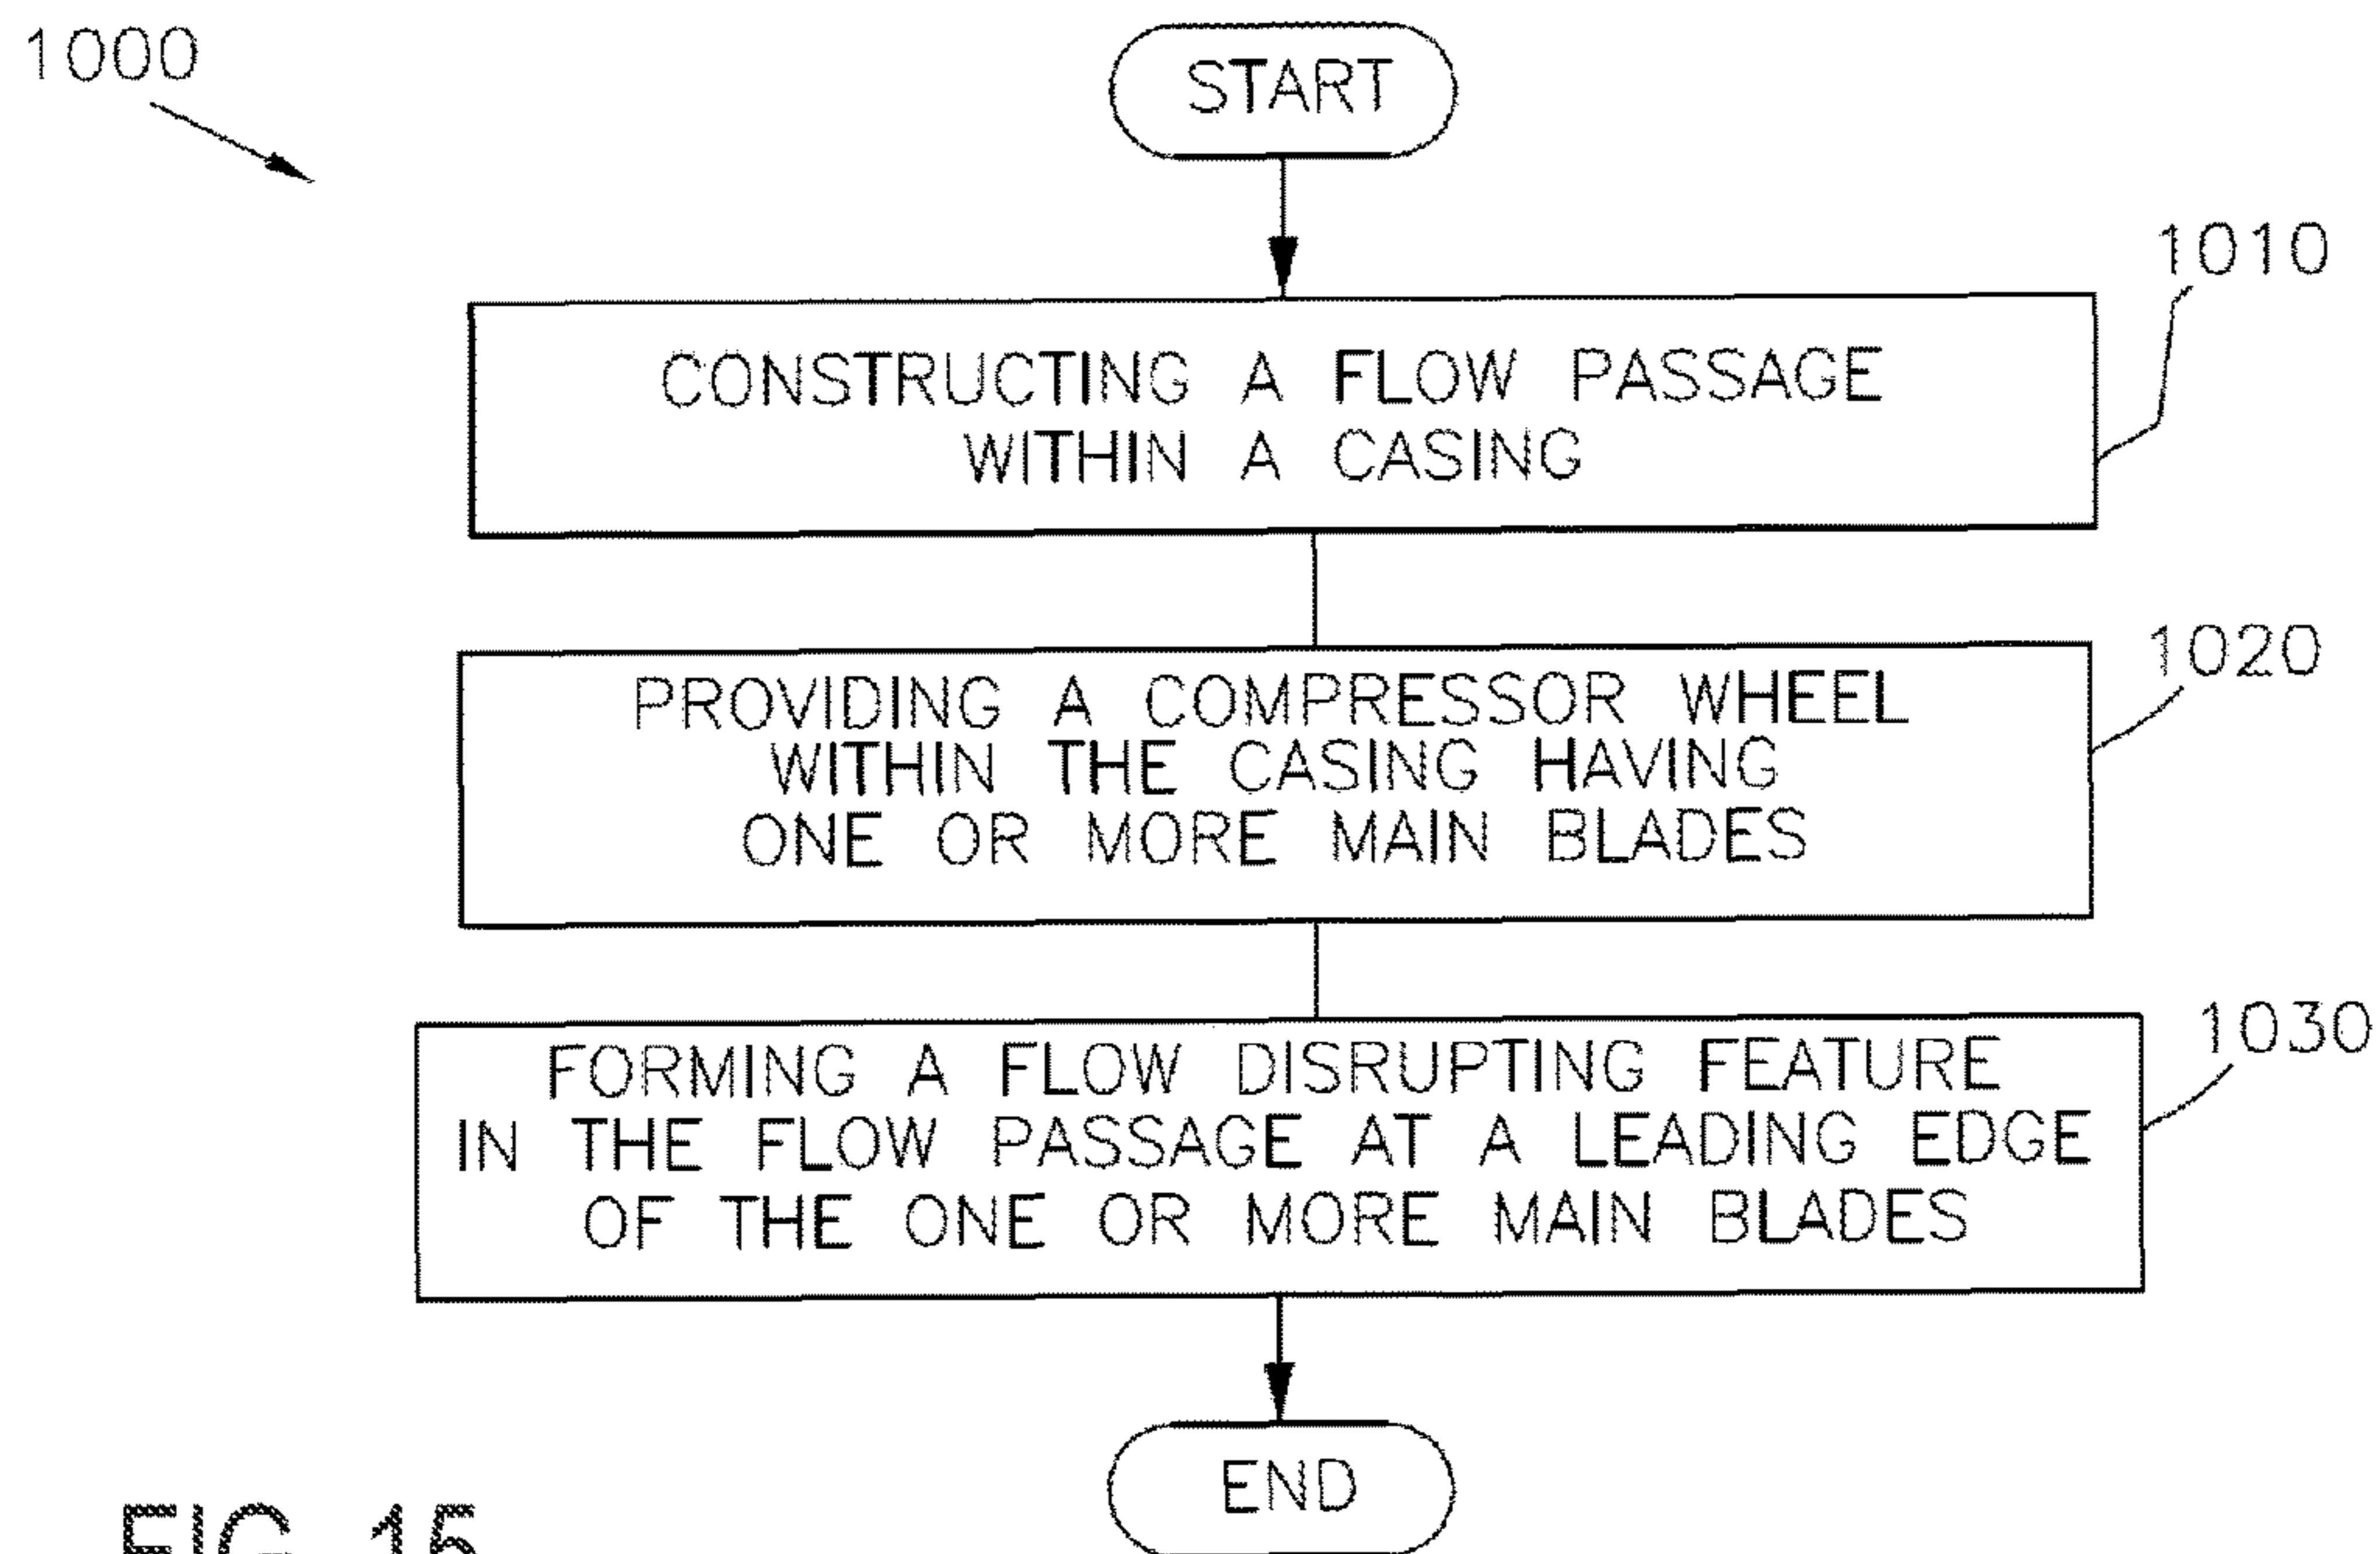 1000
START
1010
CONSTRUCTING A FLOW PASSAGE
WITHIN A CASING
1020
PROVIDING A COMPRESSOR WHEEL
WITHIN THE CASING HAVING
ONE OR MORE MAIN BLADES
1030
FORMING A FLOW DISRUPTING FEATURE
IN THE FLOW PASSAGE AT A LEADING EDGE
OF THE ONE OR MORE MAIN BLADES
END
FIG. 15